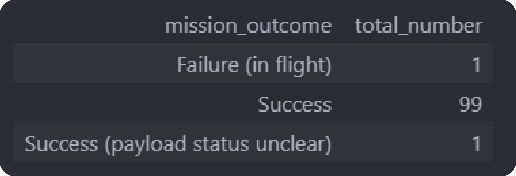 mission_outcome total_number
Failure (in flight) 1
Success 99
Success (payload status unclear) 1